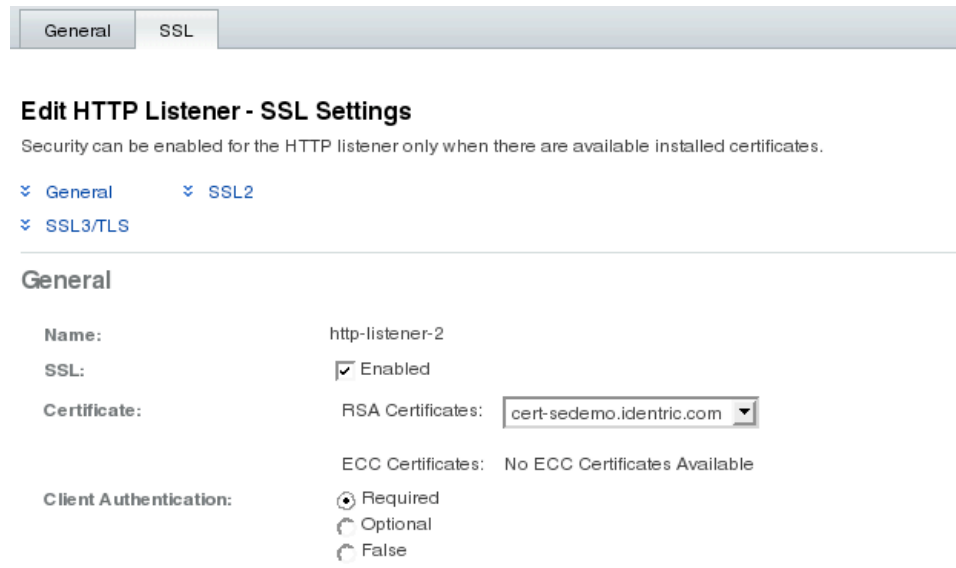 General SSL
Edit HTTP Listener - SSL Settings
Security can be enabled for the HTTP listener only when there are available installed certificates.
General SSL2
SSL3/TLS
General
Name: http-listener-2
SSL: Enabled
Certificate: RSA Certificates: cert-sedemo.identric.com
ECC Certificates: No ECC Certificates Available
Client Authentication: Required
Optional
False